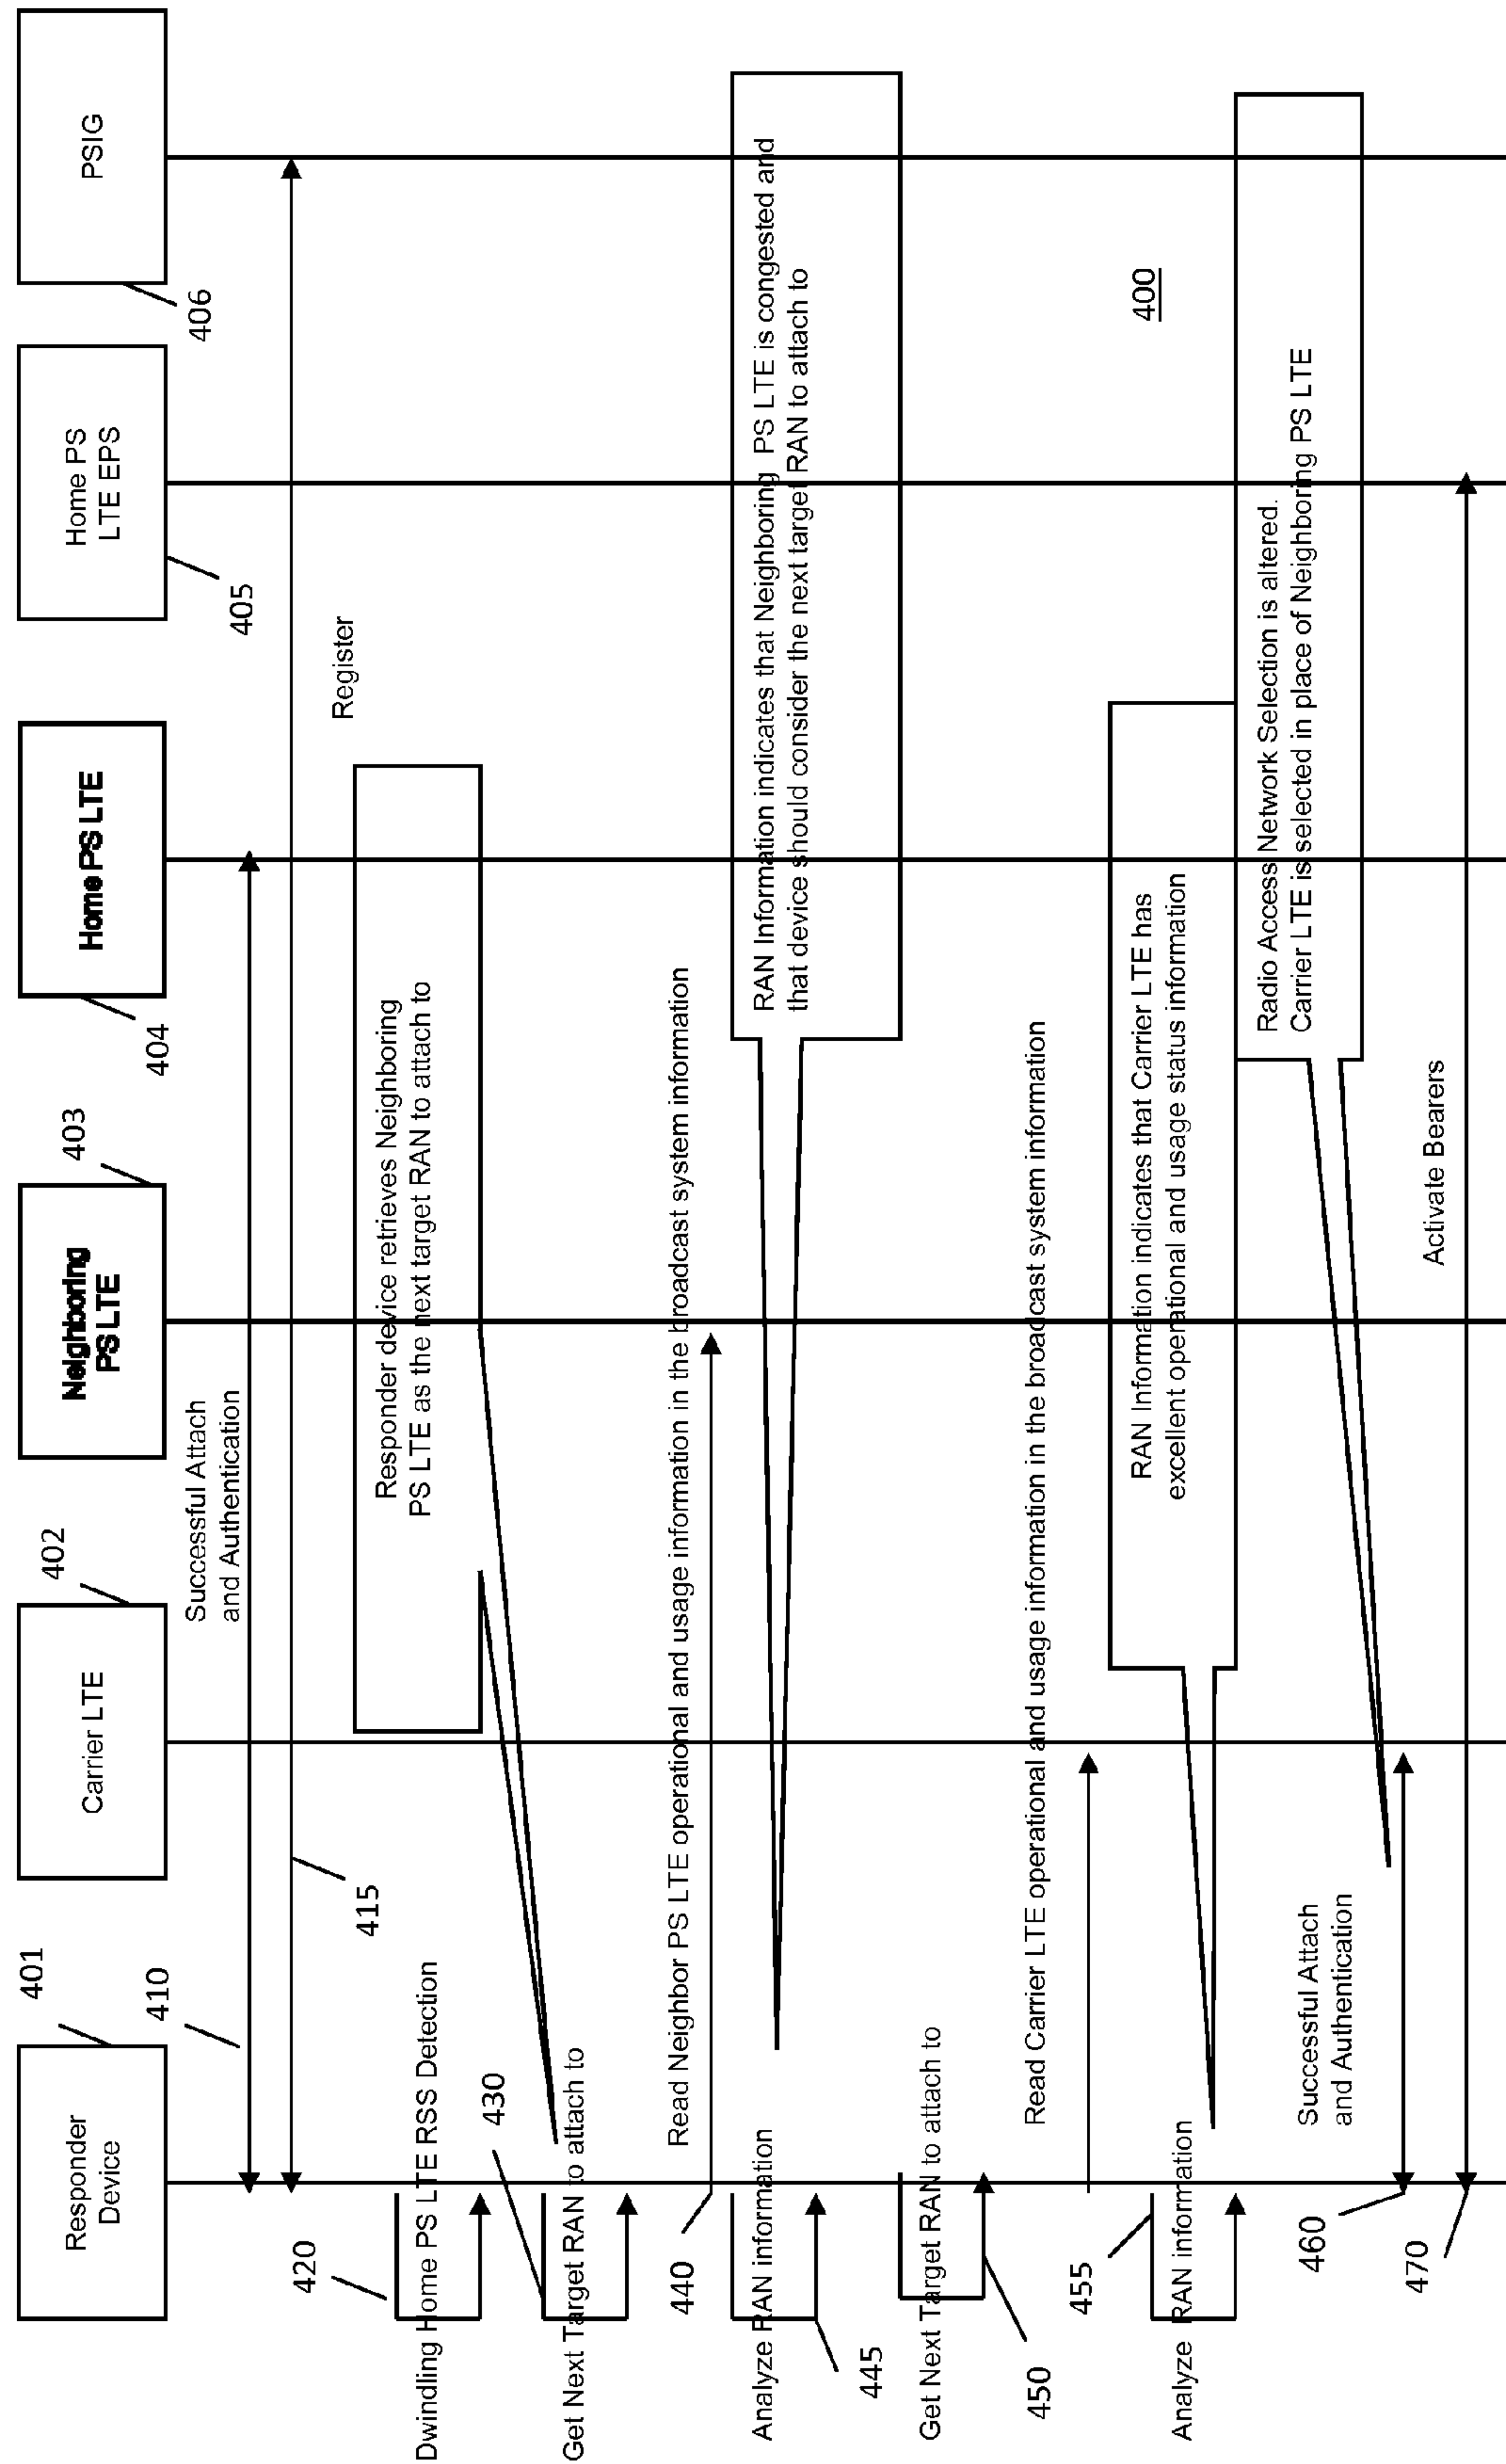 Responder
Device
401
Carrier LTE
402
Neighboring
PS LTE
403
Home PS LTE
404
Home PS
LTE EPS
405
PSIG
406
410
Successful Attach
and Authentication
415
Register
Responder device retrieves Neighboring
PS LTE as the next target RAN to attach to
420
Dwindling Home PS LTE RSS Detection
430
Get Next Target RAN to attach to
440
Read Neighbor PS LTE operational and usage information in the broadcast system information
RAN Information indicates that Neighboring PS LTE is congested and
that device should consider the next target RAN to attach to
Analyze RAN information
445
Get Next Target RAN to attach to
450
Read Carrier LTE operational and usage information in the broadcast system information
400
455
RAN Information indicates that Carrier LTE has
excellent operational and usage status information
Analyze RAN information
Radio Access Network Selection is altered.
Carrier LTE is selected in place of Neighboring PS LTE
460
Successful Attach
and Authentication
470
Activate Bearers